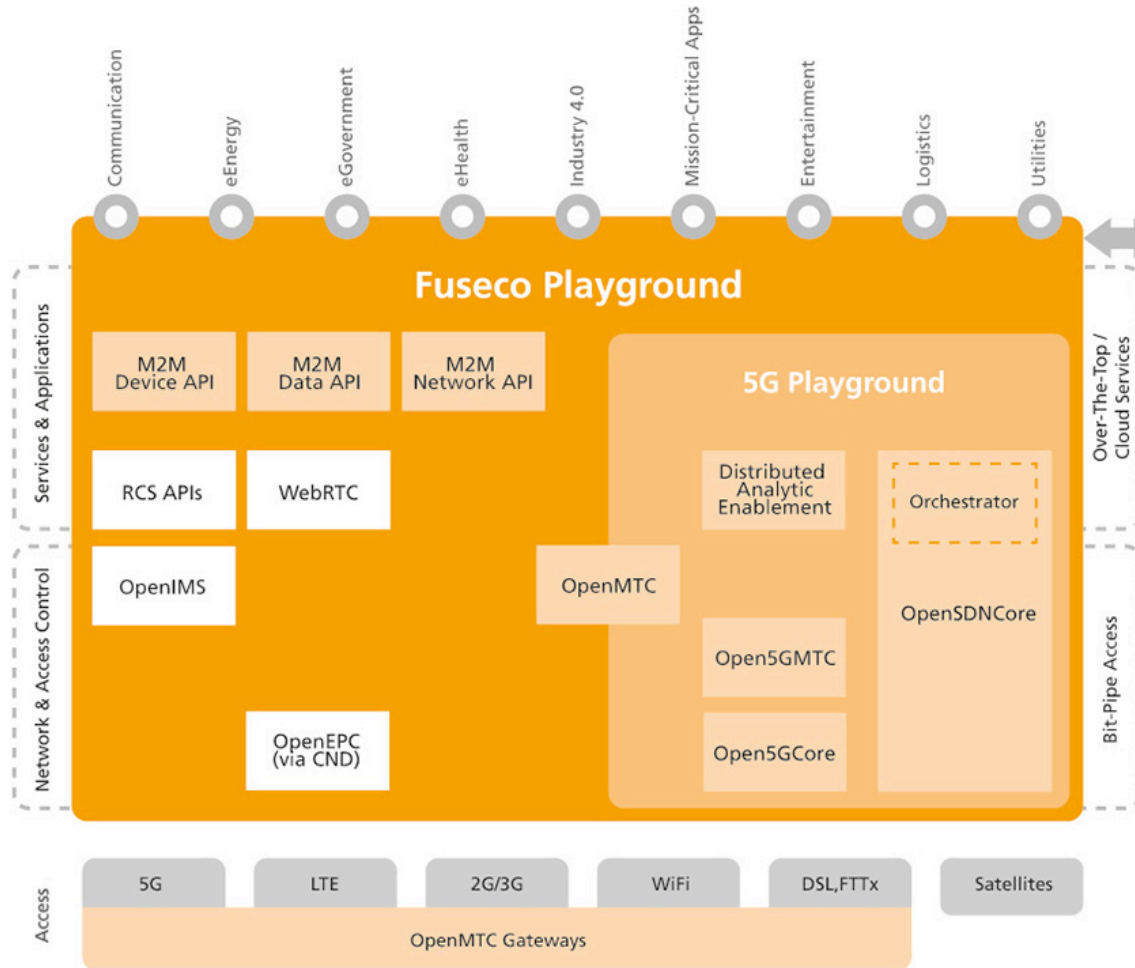 Communication
eEnergy
eGovernment
eHealth
Industry 4.0
Mission-Critical Apps
Entertainment
Logistics
Utilities
Fuseco Playground
Services & Applications
Over-The-Top /
Cloud Services
M2M
Device API
M2M
Data API
M2M
Network API
5G Playground
RCS APIs
WebRTC
Distributed
Analytic
Enablement
Orchestrator
Network & Access Control
Bit-Pipe Access
OpenIMS
OpenMTC
OpenSDNCore
Open5GMTC
OpenEPC
(via CND)
Open5GCore
Access
5G
LTE
2G/3G
WiFi
DSL,FTTx
Satellites
OpenMTC Gateways